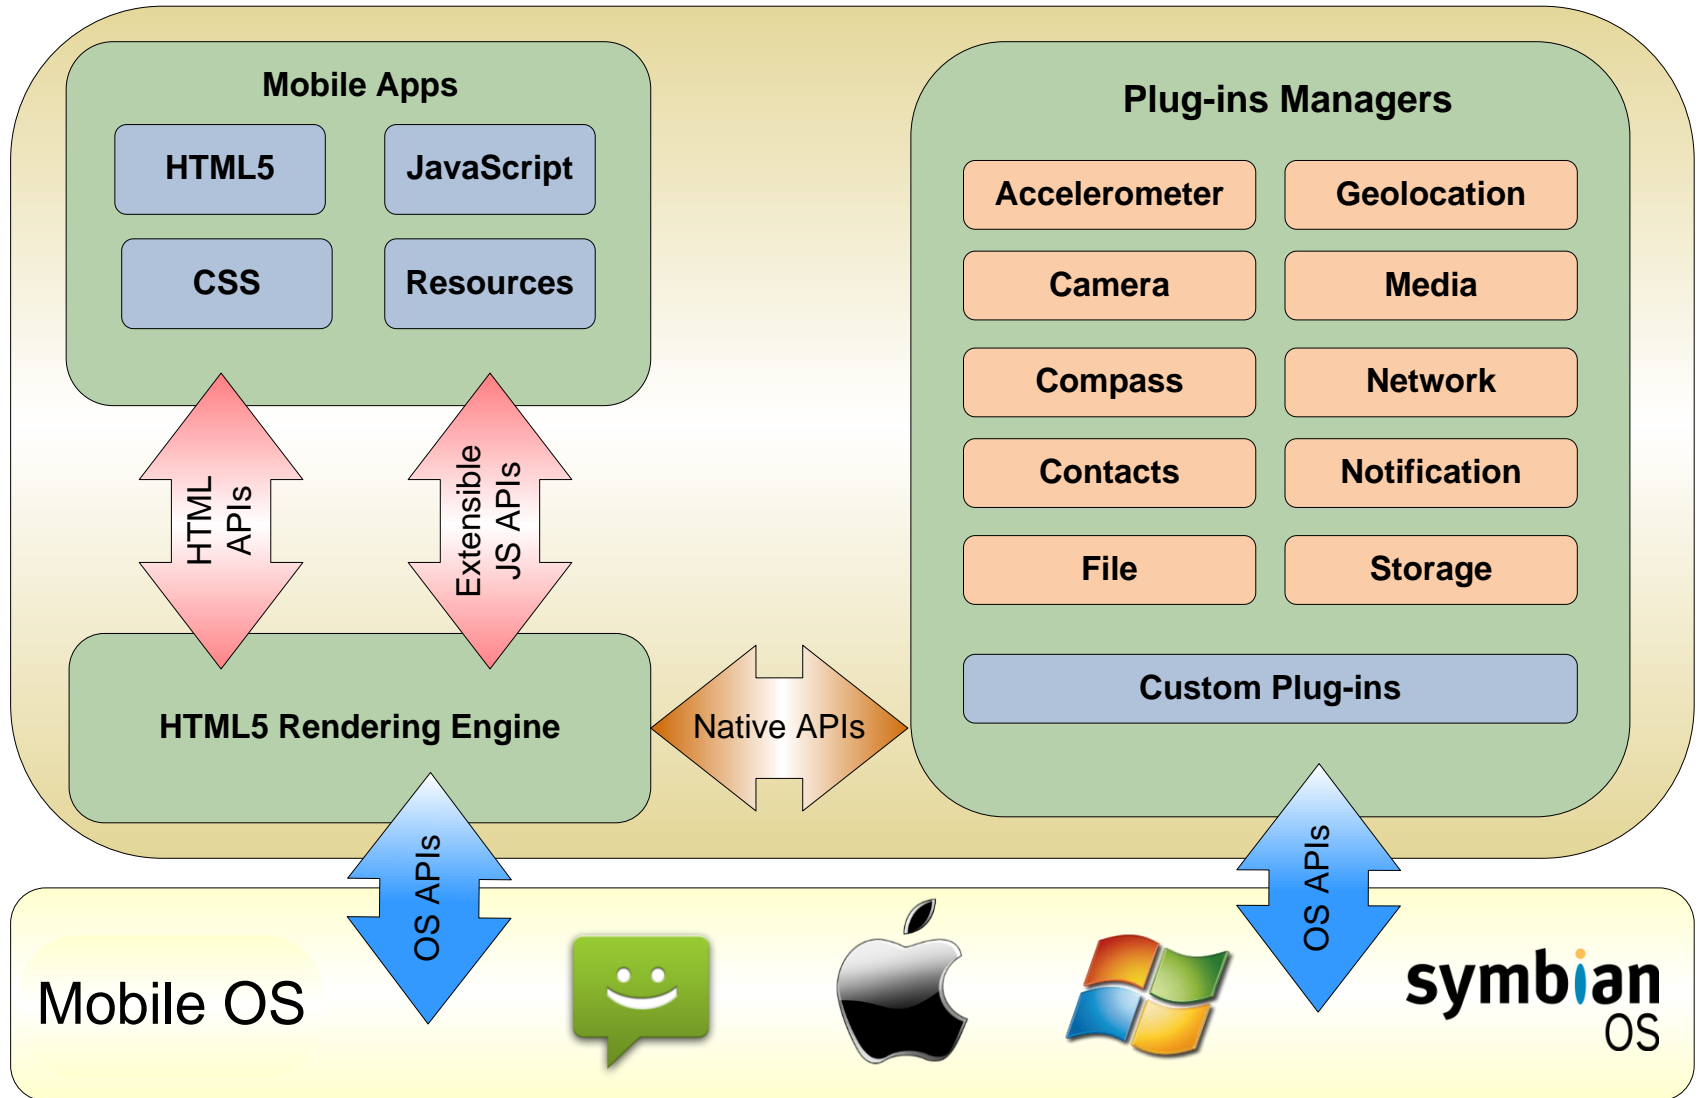 Mobile Apps
HTML5
JavaScript
CSS
Resources
HTML
APIs
Extensible
JS APIs
HTML5 Rendering Engine
Native APIs
Plug-ins Managers
Accelerometer
Geolocation
Camera
Media
Compass
Network
Contacts
Notification
File
Storage
Custom Plug-ins
OS APIs
OS APIs
Mobile OS
symbian
OS